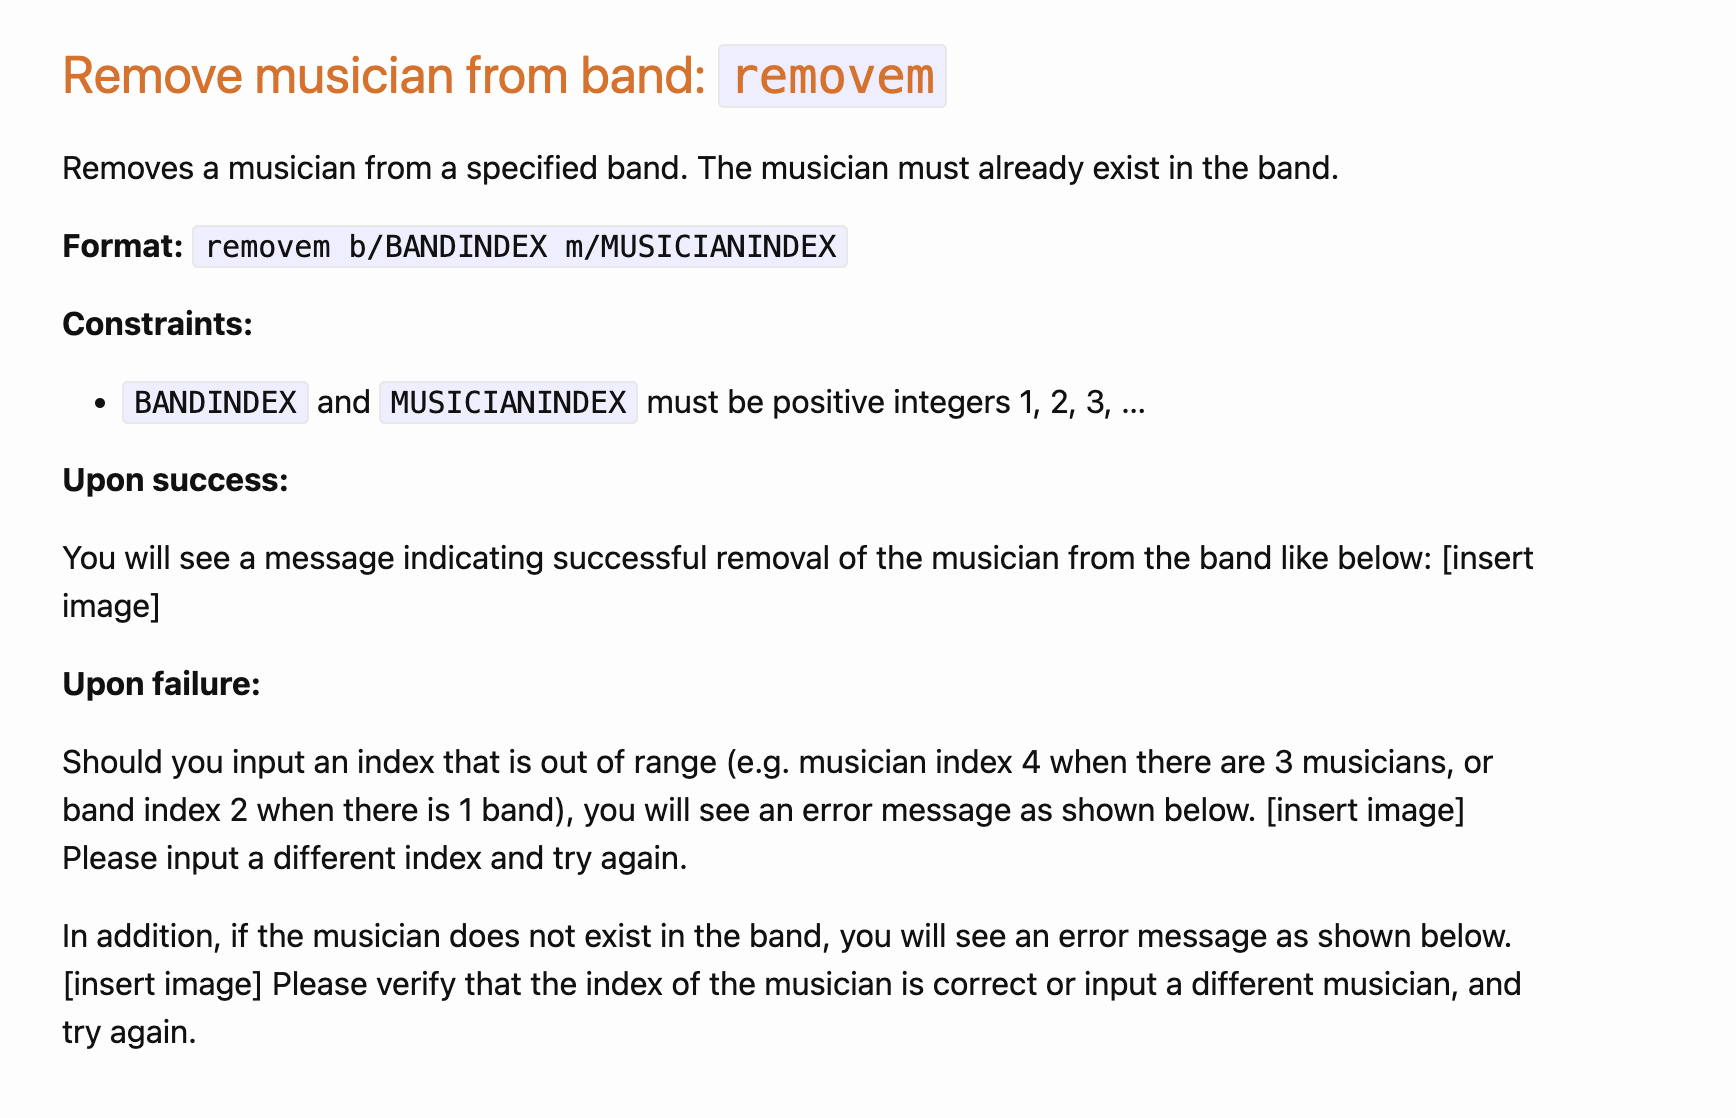 Remove musician from band: removem
Removes a musician from a specified band. The musician must already exist in the band.
Format: removem b/BANDINDEX m/MUSICIANINDEX
Constraints:
• BANDINDEX and MUSICIANINDEX must be positive integers 1, 2, 3, ...
Upon success:
You will see a message indicating successful removal of the musician from the band like below: [insert
image]
Upon failure:
Should you input an index that is out of range (e.g. musician index 4 when there are 3 musicians, or
band index 2 when there is 1 band), you will see an error message as shown below. [insert image]
Please input a different index and try again.
In addition, if the musician does not exist in the band, you will see an error message as shown below.
[insert image] Please verify that the index of the musician is correct or input a different musician, and
try again.